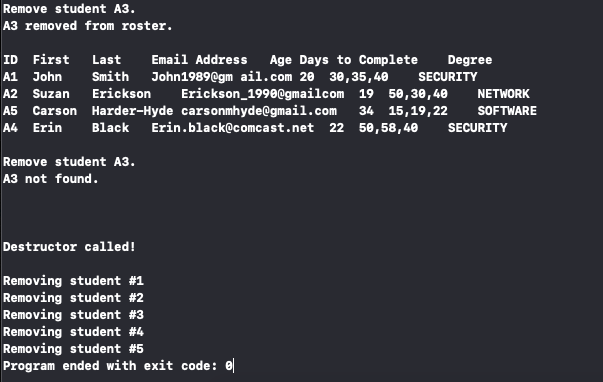 Remove student A3.
A3 removed from roster.
ID First Last Email Address Age Days to Complete Degree
A1 John Smith John1989@gm ail.com 20 30,35,40 SECURITY
A2 Suzan Erickson Erickson_1990@gmailcom 19 50,30,40 NETWORK
A5 Carson Harder-Hyde carsonmhyde@gmail.com 34 15,19,22 SOFTWARE
A4 Erin Black Erin.black@comcast.net 22 50,58,40 SECURITY
Remove student A3.
A3 not found.
Destructor called!
Removing student #1
Removing student #2
Removing student #3
Removing student #4
Removing student #5
Program ended with exit code: 0